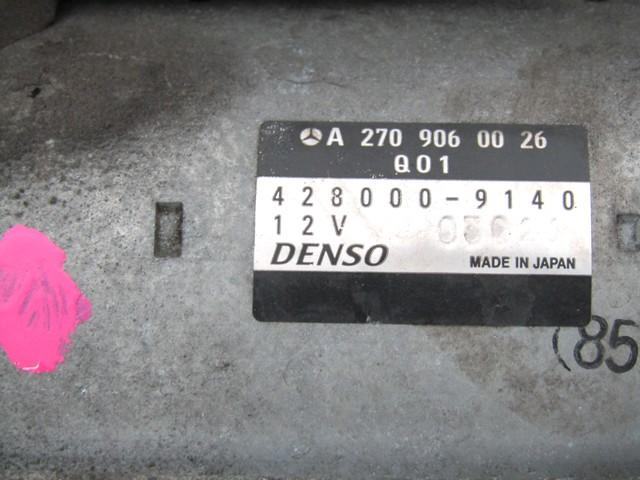 A 270 906 00 26
Q01
428000-9140
12V
DENSO MADE IN JAPAN
(85